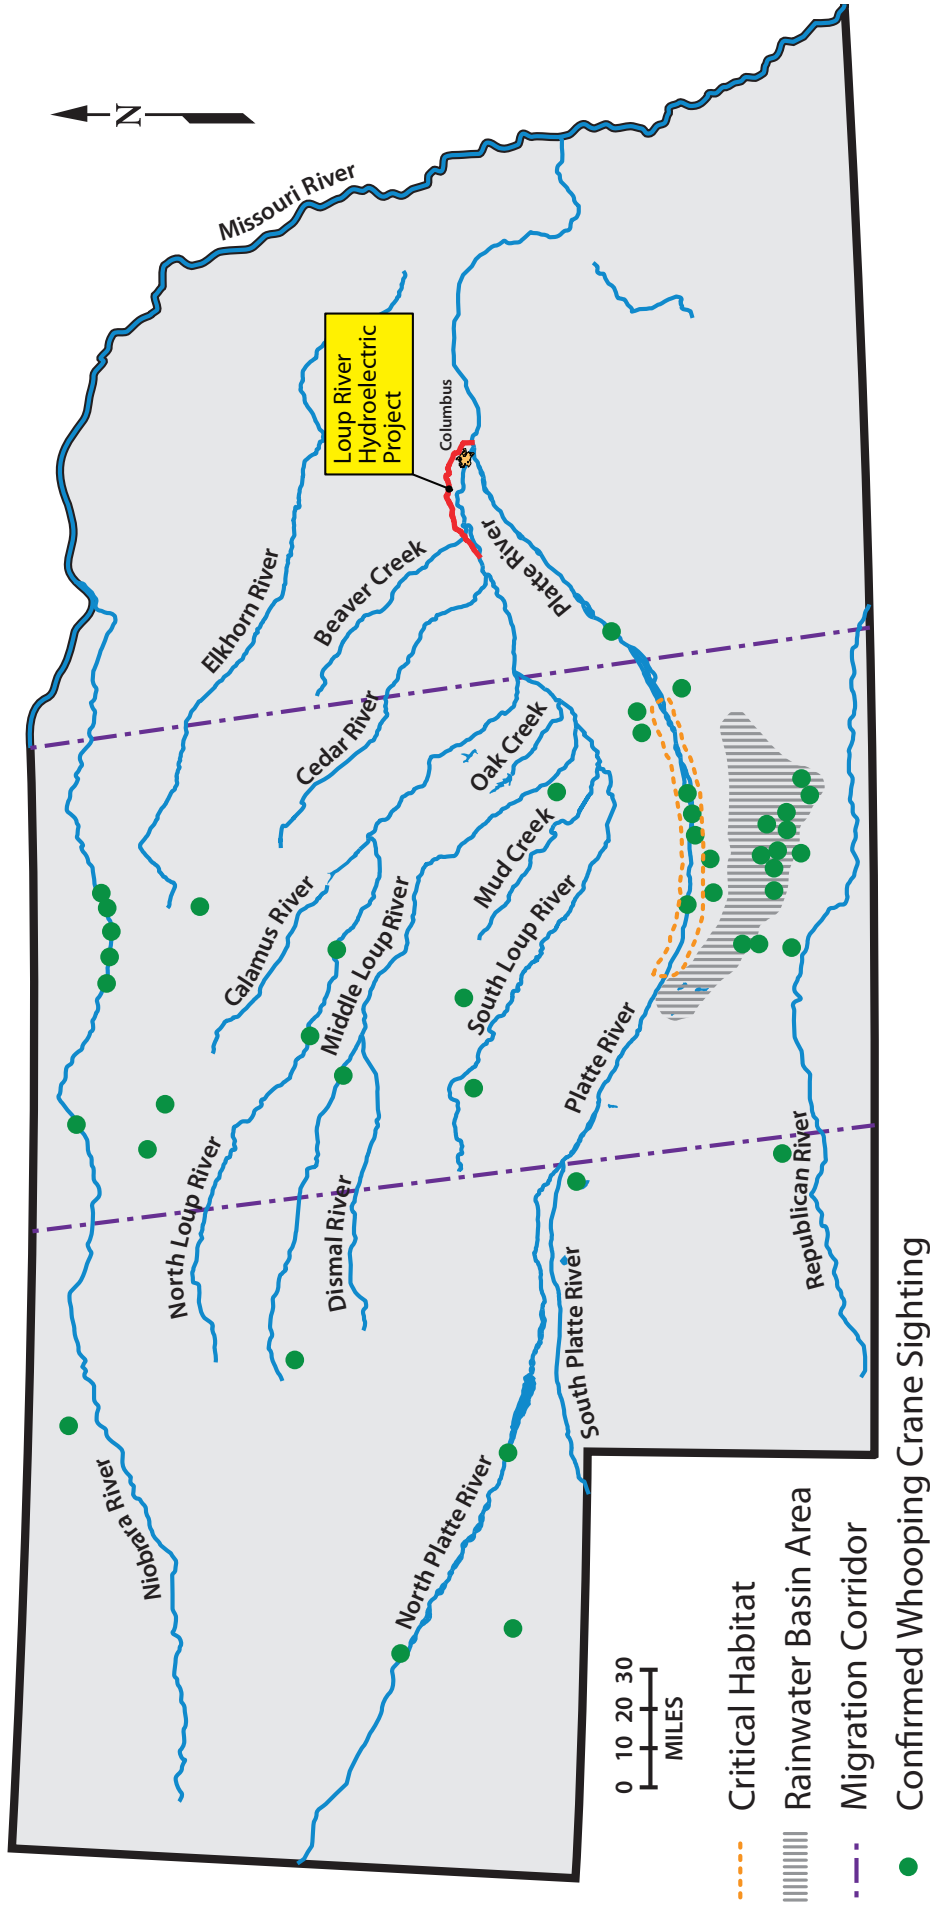 N
Missouri River
Loup River
Hydroelectric
Project
Columbus
Elkhorn River
Beaver Creek
Platte River
Cedar River
Oak Creek
Mud Creek
Calamus River
Middle Loup River
South Loup River
North Loup River
Dismal River
Platte River
Niobrara River
North Platte River
South Platte River
Republican River
0 10 20 30
MILES
Critical Habitat
Rainwater Basin Area
Migration Corridor
Confirmed Whooping Crane Sighting